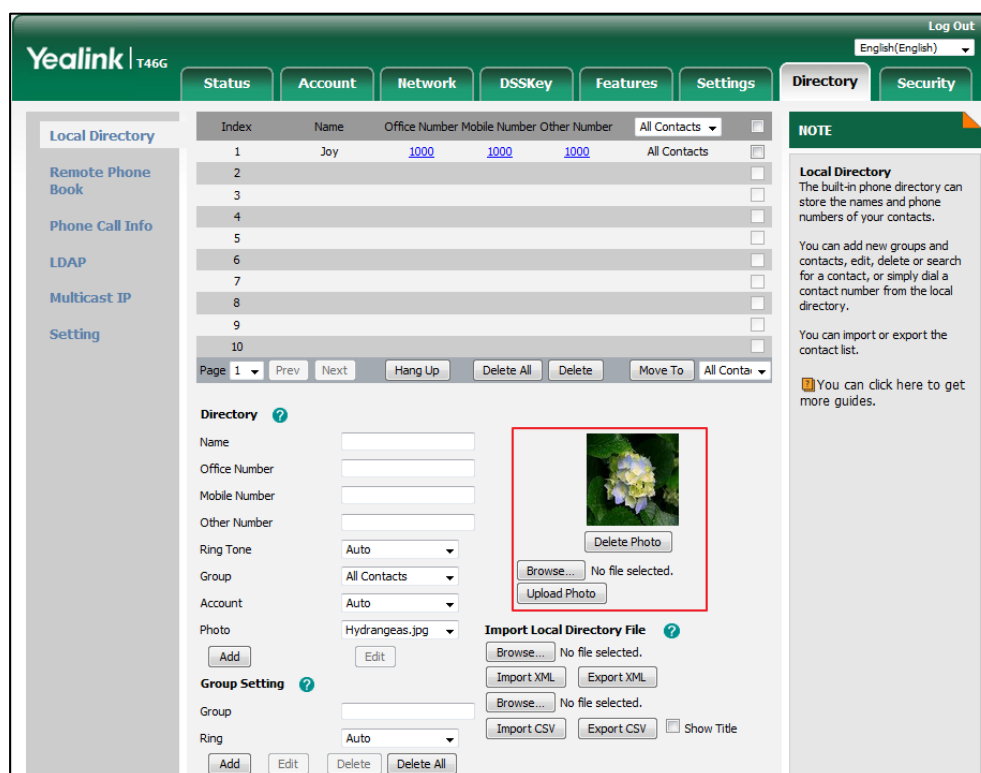 Log Out
English(English)
Yealink T46G
Status Account Network DSSKey Features Settings Directory Security
Local Directory
Remote Phone
Book
Phone Call Info
LDAP
Multicast IP
Setting
Index Name Office Number Mobile Number Other Number All Contacts
1 Joy 1000 1000 1000 All Contacts
2
3
4
5
6
7
8
9
10
Page 1 Prev Next Hang Up Delete All Delete Move To All Conta
Directory ?
Name
Office Number
Mobile Number
Other Number
Ring Tone Auto
Group All Contacts
Account Auto
Photo Hydrangeas.jpg
Add Edit
Group Setting ?
Group
Ring Auto
Add Edit Delete Delete All
Delete Photo
Browse... No file selected.
Upload Photo
Import Local Directory File ?
Browse... No file selected.
Import XML Export XML
Browse... No file selected.
Import CSV Export CSV Show Title
NOTE
Local Directory
The built-in phone directory can
store the names and phone
numbers of your contacts.
You can add new groups and
contacts, edit, delete or search
for a contact, or simply dial a
contact number from the local
directory.
You can import or export the
contact list.
? You can click here to get
more guides.